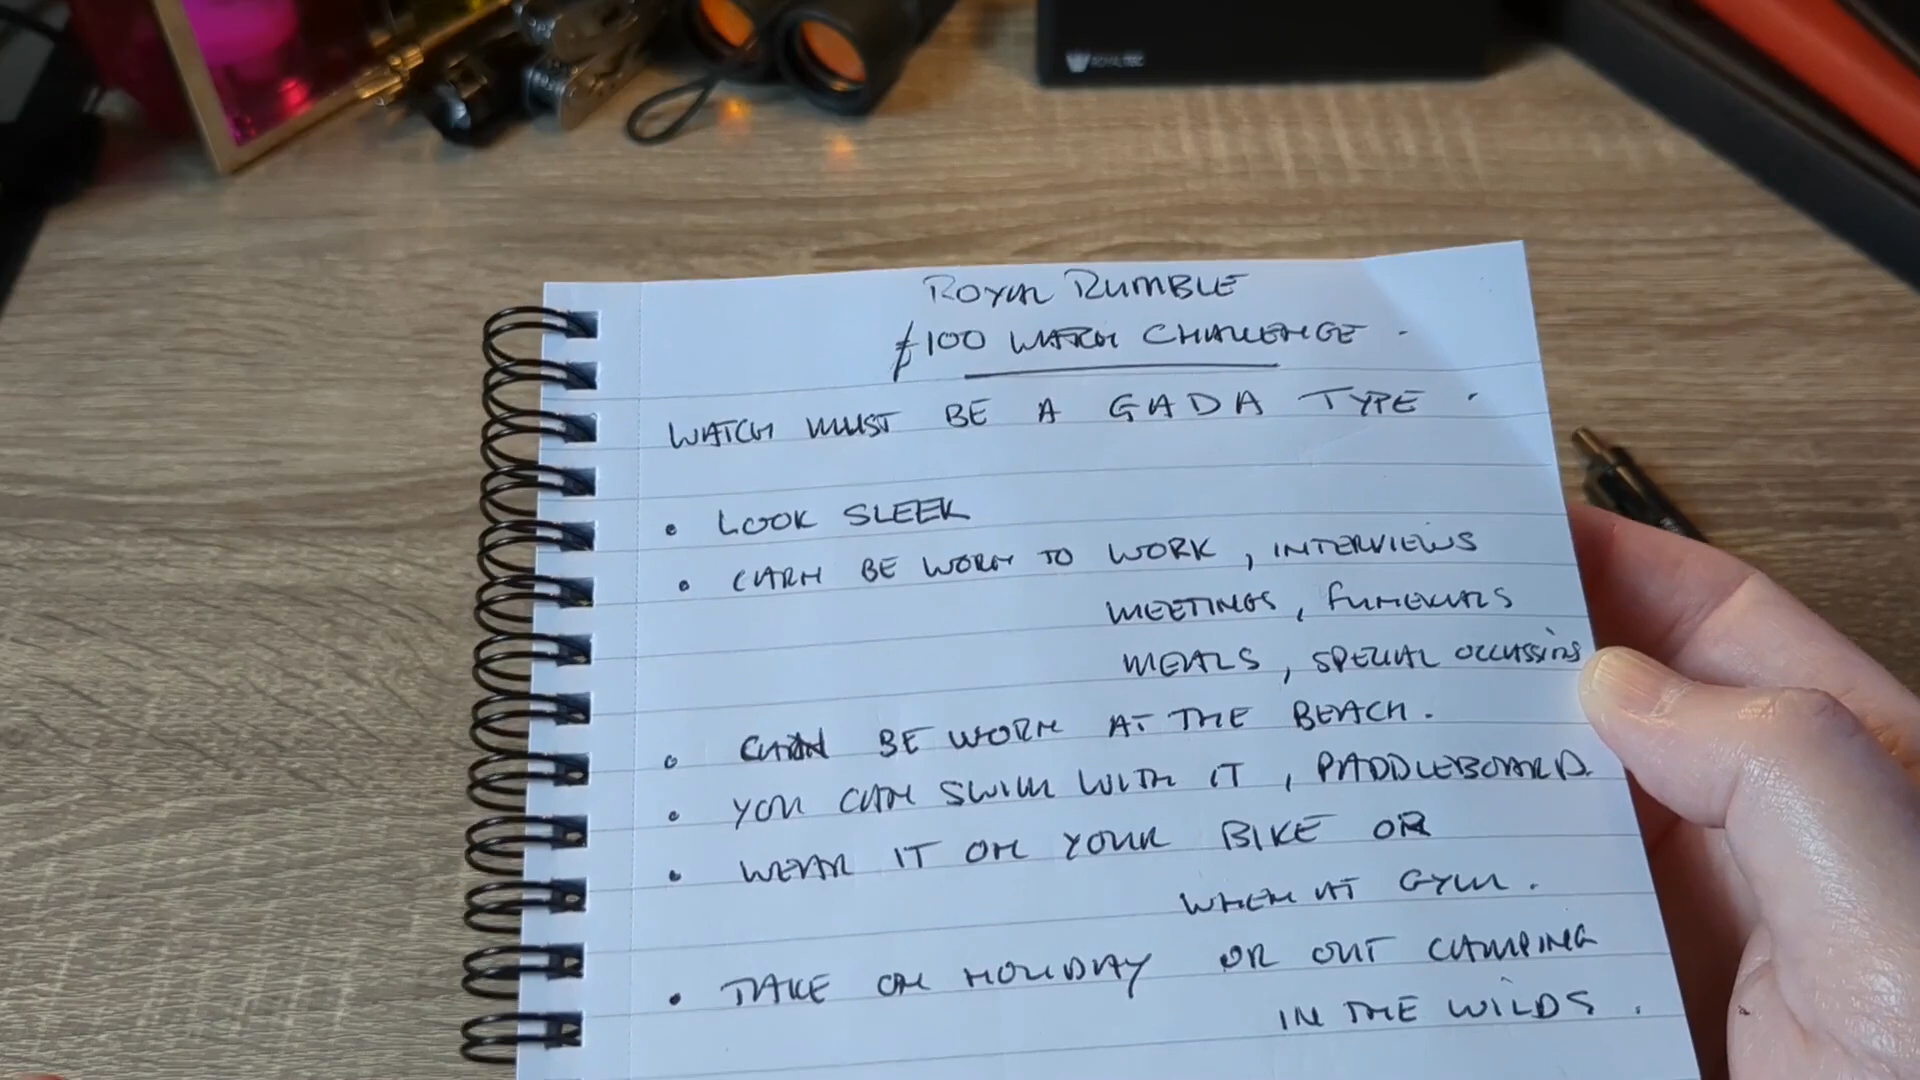 ROYALTEC
ROYAL RUMBLE
£100 WATCH CHALLENGE.
WATCH MUST BE A GADA TYPE.
• LOOK SLEEK
• CAN BE WORN TO WORK, INTERVIEWS
MEETINGS, FUNERALS
MEALS, SPECIAL OCCUSSIONS
• CAN BE WORN AT THE BEACH.
• YOU CAN SWIM WITH IT, PADDLEBOARD.
• WEAR IT ON YOUR BIKE OR
WHEN AT GYM.
• TAKE ON HOLIDAY OR OUT CAMPING
IN THE WILDS.